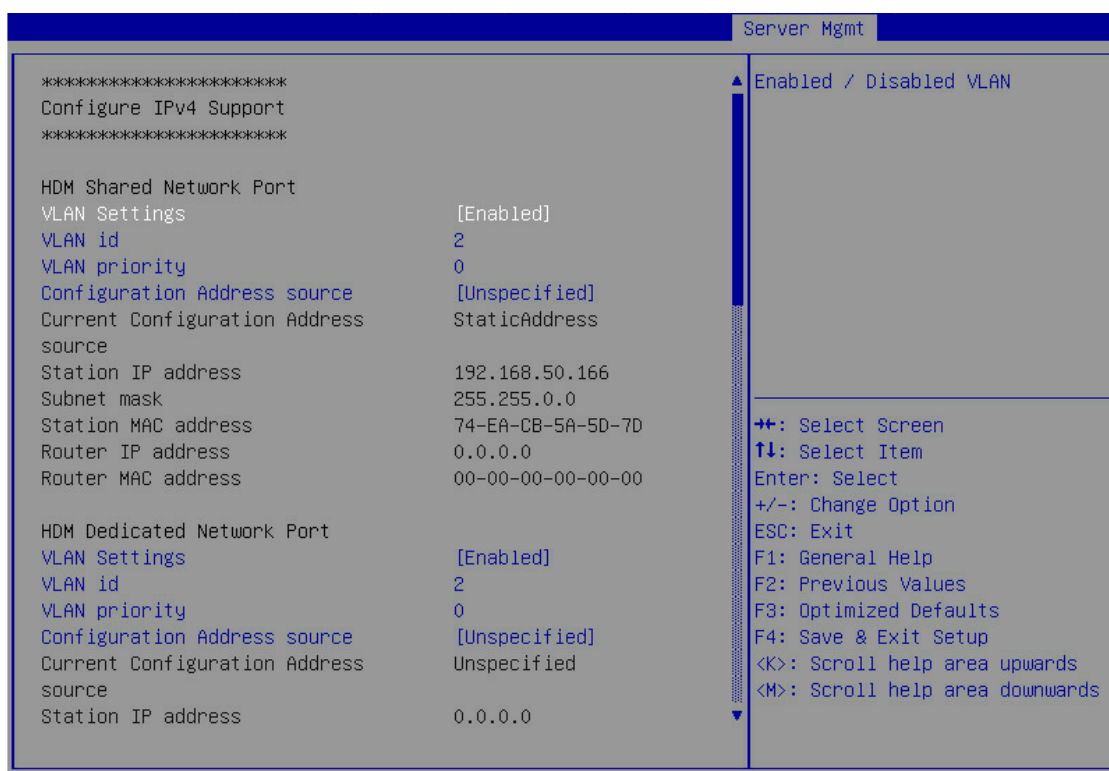 Server Mgmt
**********************
Configure IPv4 Support
**********************
HDM Shared Network Port
VLAN Settings [Enabled]
VLAN id 2
VLAN priority 0
Configuration Address source [Unspecified]
Current Configuration Address StaticAddress
source
Station IP address 192.168.50.166
Subnet mask 255.255.0.0
Station MAC address 74-EA-CB-5A-5D-7D
Router IP address 0.0.0.0
Router MAC address 00-00-00-00-00-00
HDM Dedicated Network Port
VLAN Settings [Enabled]
VLAN id 2
VLAN priority 0
Configuration Address source [Unspecified]
Current Configuration Address Unspecified
source
Station IP address 0.0.0.0
Enabled / Disabled VLAN
→←: Select Screen
↑↓: Select Item
Enter: Select
+/-: Change Option
ESC: Exit
F1: General Help
F2: Previous Values
F3: Optimized Defaults
F4: Save & Exit Setup
<K>: Scroll help area upwards
<M>: Scroll help area downwards